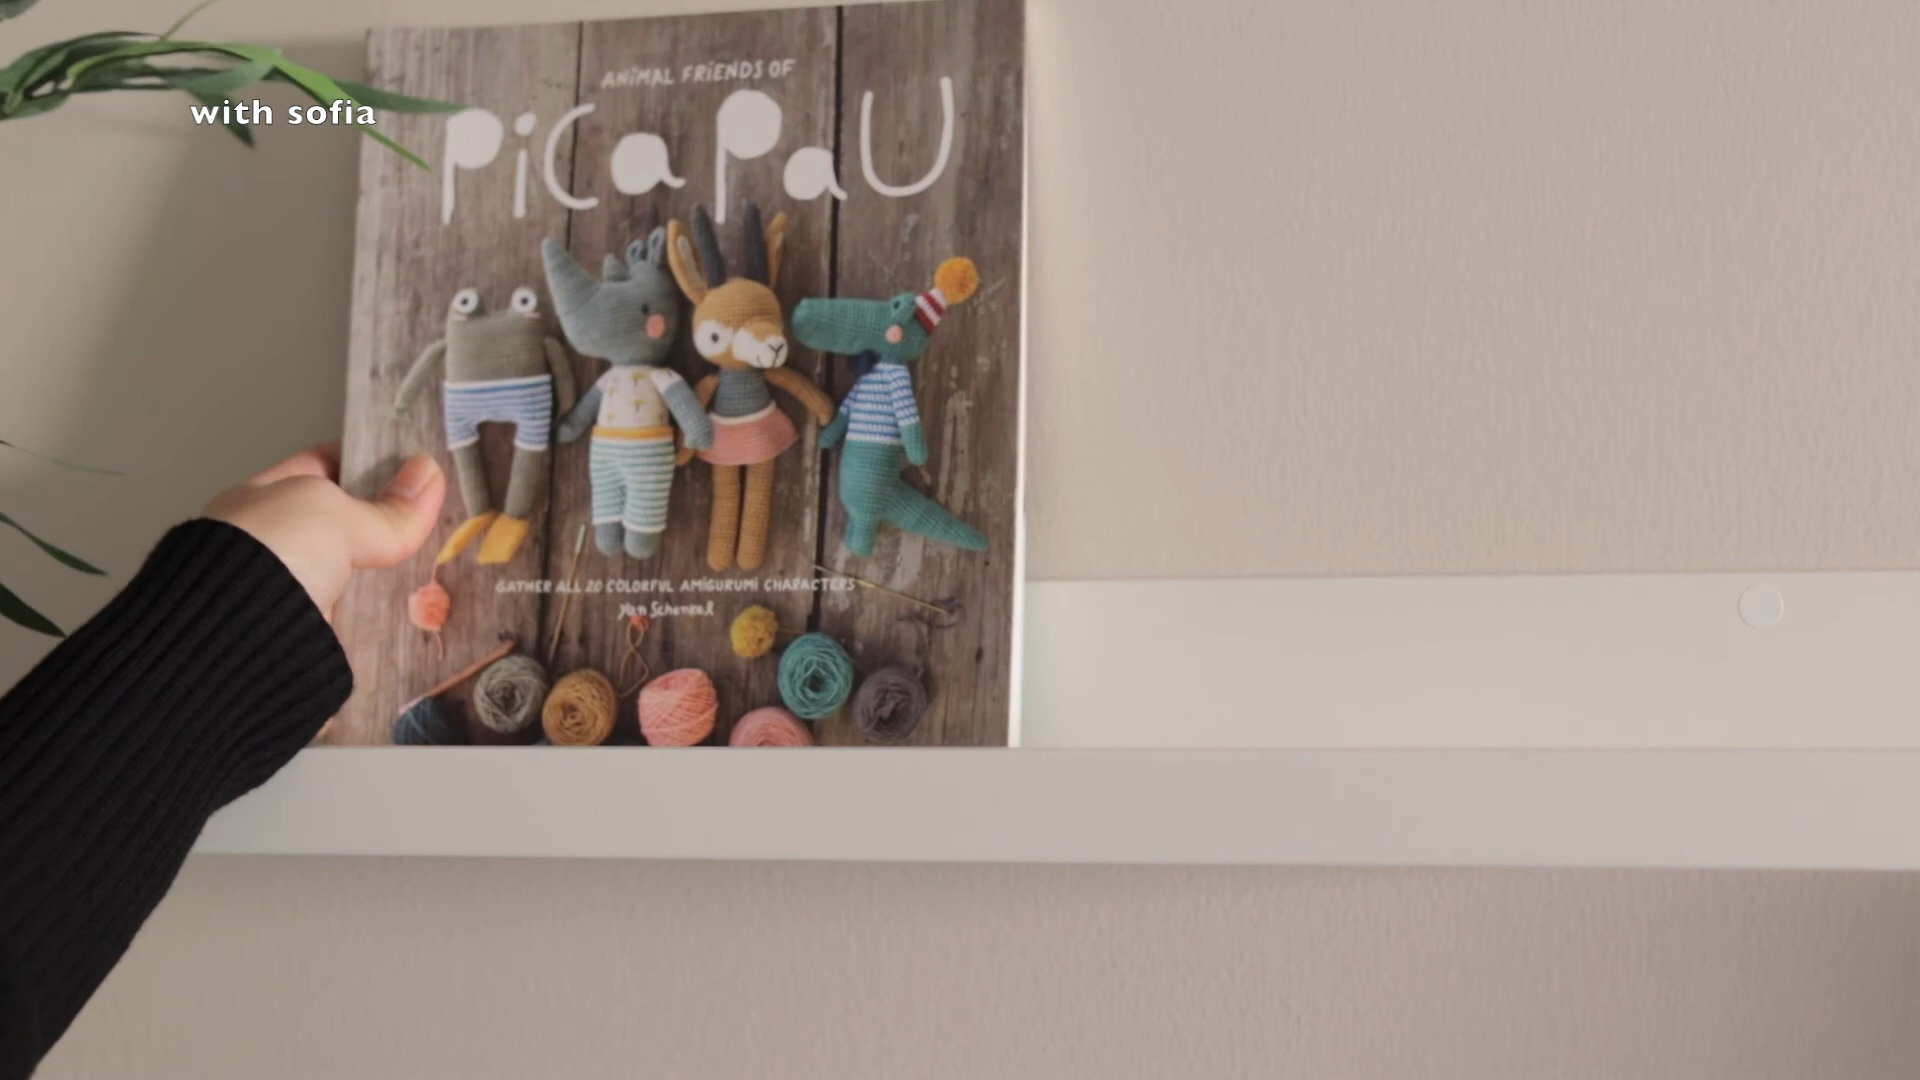 with sofia
ANiMAL FRiENDS OF
PiCaPaU
GATHER ALL 20 COLORFUL AMiGURUMi CHARACTERS
Yan Schenkel